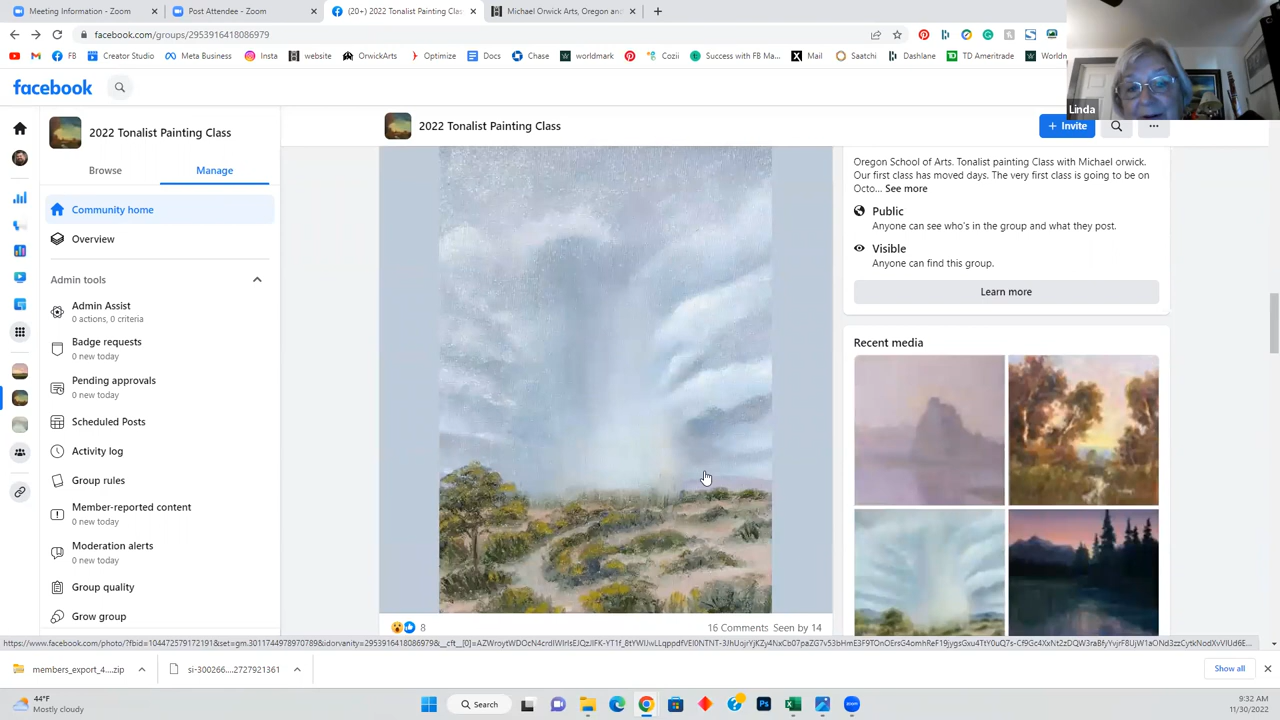 Meeting Information - Zoom
Post Attendee - Zoom
(20+) 2022 Tonalist Painting Clas
Michael Orwick Arts, Oregon and
facebook.com/groups/2953916418086979
FB
Creator Studio
Meta Business
Insta
website
OrwickArts
Optimize
Docs
Chase
worldmark
Cozii
Success with FB Ma...
Mail
Saatchi
Dashlane
TD Ameritrade
Linda
facebook
2022 Tonalist Painting Class
Browse
Manage
Community home
Overview
Admin tools
Admin Assist
0 actions, 0 criteria
Badge requests
0 new today
Pending approvals
0 new today
Scheduled Posts
Activity log
Group rules
Member-reported content
0 new today
Moderation alerts
0 new today
Group quality
Grow group
2022 Tonalist Painting Class
+ Invite
8
16 Comments Seen by 14
Oregon School of Arts. Tonalist painting Class with Michael orwick.
Our first class has moved days. The very first class is going to be on
Octo... See more
Public
Anyone can see who's in the group and what they post.
Visible
Anyone can find this group.
Learn more
Recent media
members_export_4....zip
si-300266....2727921361
Show all
44°F
Mostly cloudy
Search
9:32 AM
11/30/2022